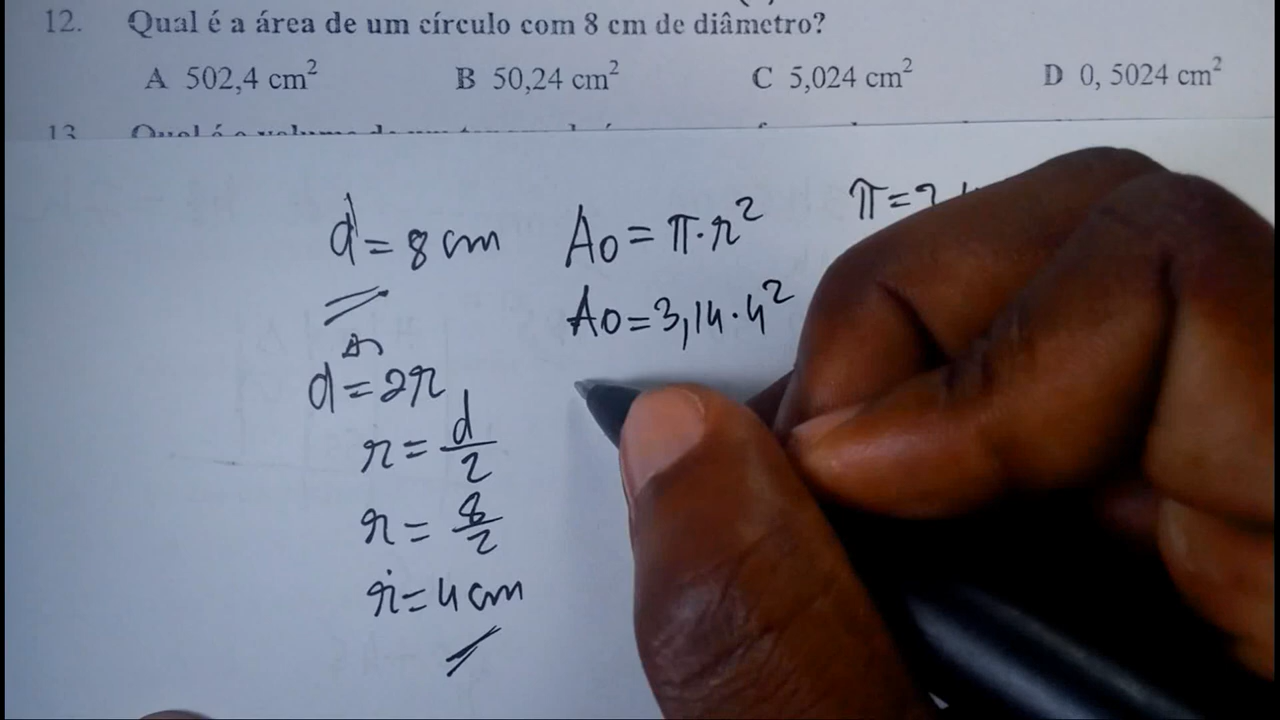 12. Qual é a área de um círculo com 8 cm de diâmetro?
A 502,4 cm² B 50,24 cm² C 5,024 cm² D 0, 5024 cm²
13
d = 8 cm
d = 2r
r = d/2
r = 8/2
r = 4 cm
Ao = π·r²
Ao = 3,14·4²
π =